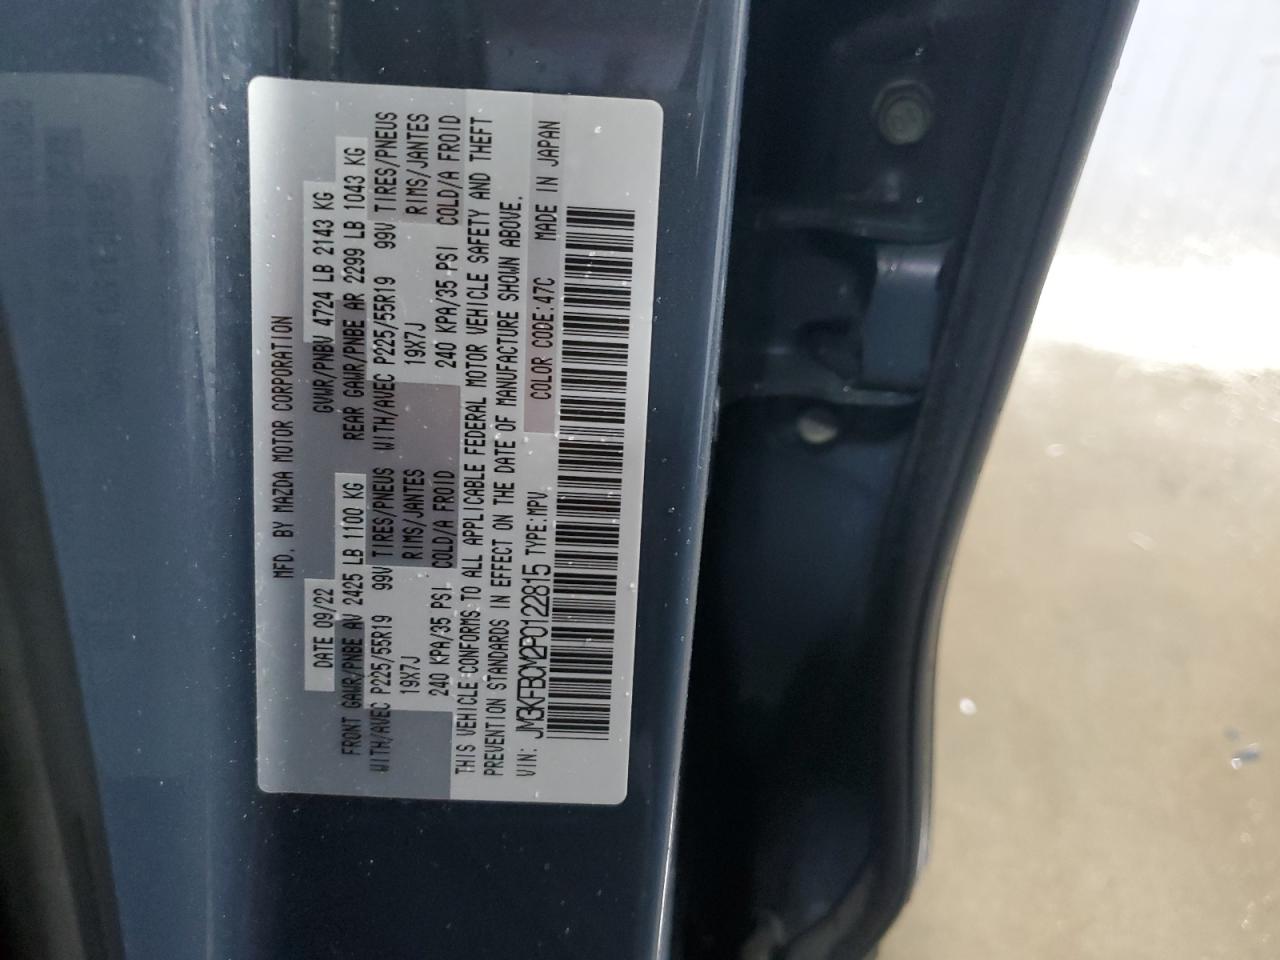 MFD. BY MAZDA MOTOR CORPORATION
DATE 09/22 GVWR/PNBV 4724 LB 2143 KG
FRONT GAWR/PNBE AV 2425 LB 1100 KG REAR GAWR/PNBE AR 2299 LB 1043 KG
WITH/AVEC P225/55R19 99V TIRES/PNEUS WITH/AVEC P225/55R19 99V TIRES/PNEUS
19X7J RIMS/JANTES 19X7J RIMS/JANTES
240 KPA/35 PSI COLD/A FROID 240 KPA/35 PSI COLD/A FROID
THIS VEHICLE CONFORMS TO ALL APPLICABLE FEDERAL MOTOR VEHICLE SAFETY AND THEFT
PREVENTION STANDARDS IN EFFECT ON THE DATE OF MANUFACTURE SHOWN ABOVE.
VIN: JM3KFBCM2P0122815 TYPE:MPV COLOR CODE:47C MADE IN JAPAN